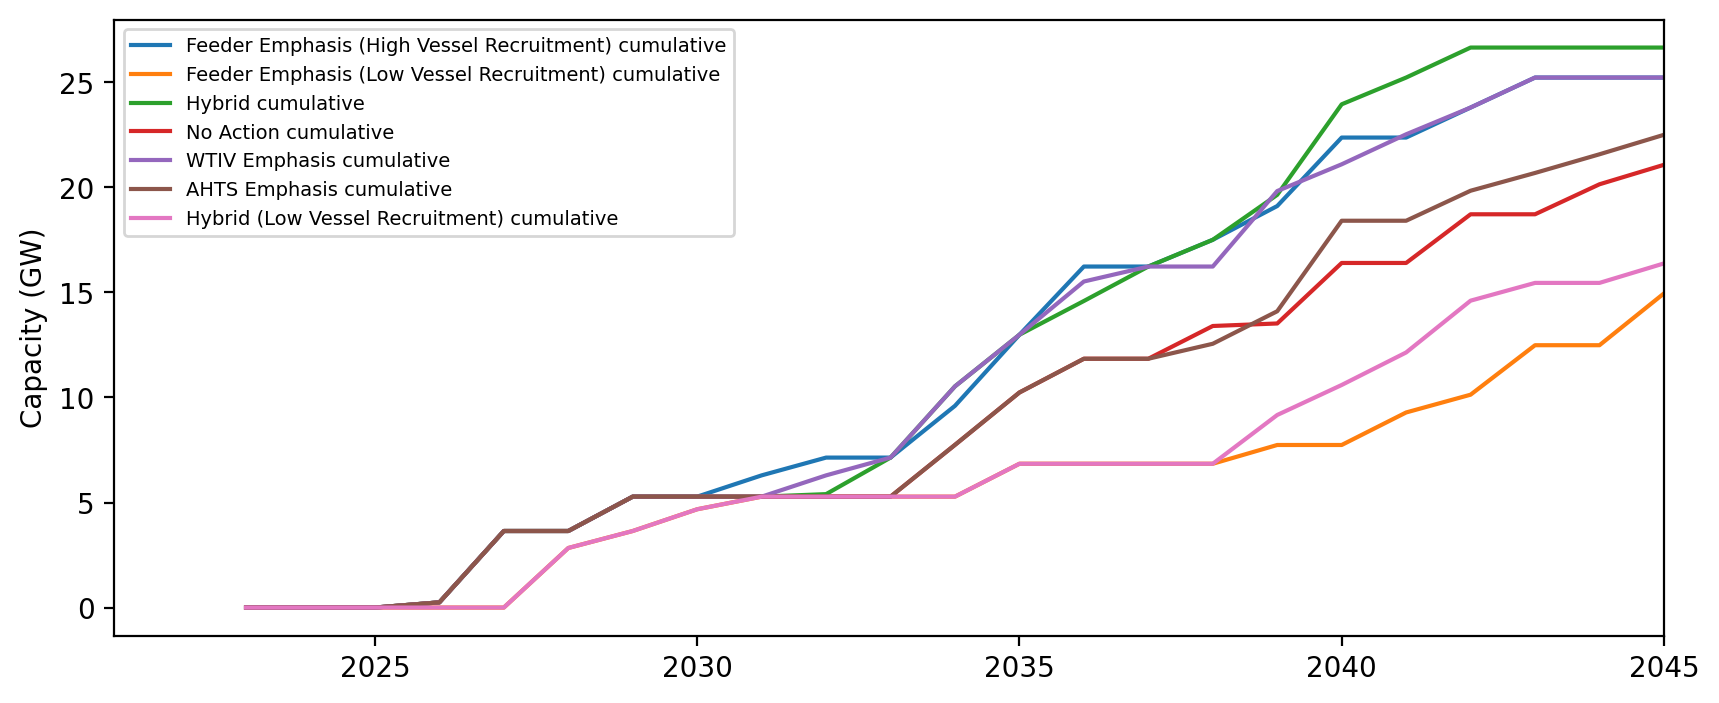 Feeder Emphasis (High Vessel Recruitment) cumulative
Feeder Emphasis (Low Vessel Recruitment) cumulative
Hybrid cumulative
No Action cumulative
WTIV Emphasis cumulative
AHTS Emphasis cumulative
Hybrid (Low Vessel Recruitment) cumulative
Capacity (GW)
25
20
15
10
5
0
2025
2030
2035
2040
2045